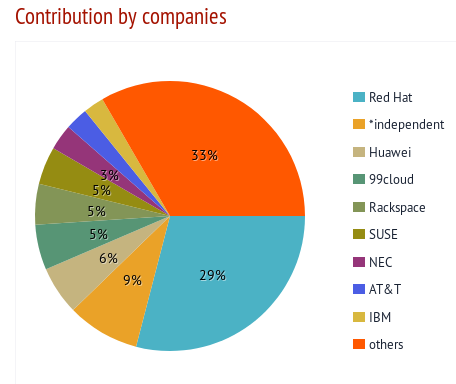 Contribution by companies
33%
3%
5%
5%
5%
6%
9%
29%
Red Hat
*independent
Huawei
99cloud
Rackspace
SUSE
NEC
AT&T
IBM
others